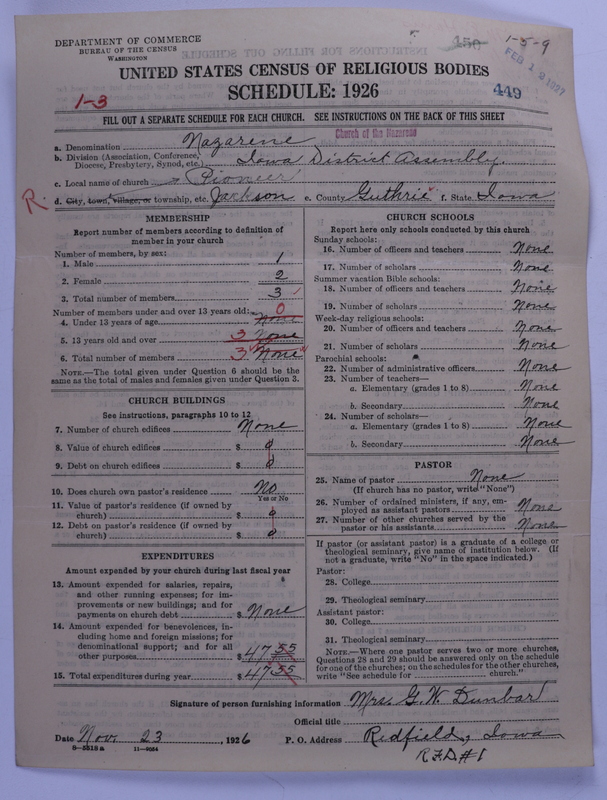 DEPARTMENT OF COMMERCE
BUREAU OF THE CENSUS
WASHINGTON
450
1-5-9
FEB 19 1927
UNITED STATES CENSUS OF RELIGIOUS BODIES
SCHEDULE: 1926
1-3
449
FILL OUT A SEPARATE SCHEDULE FOR EACH CHURCH. SEE INSTRUCTIONS ON THE BACK OF THIS SHEET
Church of the Nazarene
a. Denomination Nazarene
b. Division (Association, Conference, Diocese, Presbytery, Synod, etc.) Iowa District Assembly.
c. Local name of church Pioneer
R. d. City, town, village, or township, etc. Jackson e. County Guthrie f. State Iowa
MEMBERSHIP
Report number of members according to definition of
member in your church
Number of members, by sex:
1. Male 1
2. Female 2
3. Total number of members 3
Number of members under and over 13 years old:
4. Under 13 years of age None 0
5. 13 years old and over 3 None
6. Total number of members 3 None
NOTE.—The total given under Question 6 should be
same as the total of males and females given under Question 3.
CHURCH BUILDINGS
See instructions, paragraphs 10 to 12
7. Number of church edifices None
8. Value of church edifices $ 0
9. Debt on church edifices $ 0
10. Does church own pastor's residence No
Yes or No
11. Value of pastor's residence (if owned by
church) $ 0
12. Debt on pastor's residence (if owned by
church) $ 0
EXPENDITURES
Amount expended by your church during last fiscal year
13. Amount expended for salaries, repairs,
and other running expenses; for im-
provements or new buildings; and for
payments on church debt $ None
14. Amount expended for benevolences, in-
cluding home and foreign missions; for
denominational support; and for all
other purposes $ 47 55
15. Total expenditures during year $ 47 55
CHURCH SCHOOLS
Report here only schools conducted by this church
Sunday schools:
16. Number of officers and teachers None
17. Number of scholars None
Summer vacation Bible schools:
18. Number of officers and teachers None
19. Number of scholars None
Week-day religious schools:
20. Number of officers and teachers None
21. Number of scholars None
Parochial schools:
22. Number of administrative officers None
23. Number of teachers—
a. Elementary (grades 1 to 8) None
b. Secondary None
24. Number of scholars—
a. Elementary (grades 1 to 8) None
b. Secondary None
PASTOR
25. Name of pastor None
(If church has no pastor, write "None")
26. Number of ordained ministers, if any, em-
ployed as assistant pastors None
27. Number of other churches served by the
pastor or his assistants None
If pastor (or assistant pastor) is a graduate of a college or
theological seminary, give name of institution below. (If
not a graduate, write "No" in the space indicated.)
Pastor:
28. College
29. Theological seminary
Assistant pastor:
30. College
31. Theological seminary
NOTE.—Where one pastor serves two or more churches,
Questions 28 and 29 should be answered only on the schedule
for one of the churches; on the schedules for the other churches,
write "See schedule for church."
Signature of person furnishing information Mrs. G. W. Dunbar
Official title
Date Nov. 23, 1926 P. O. Address Redfield, Iowa
8-5318a 11-9034
R.F.D #1